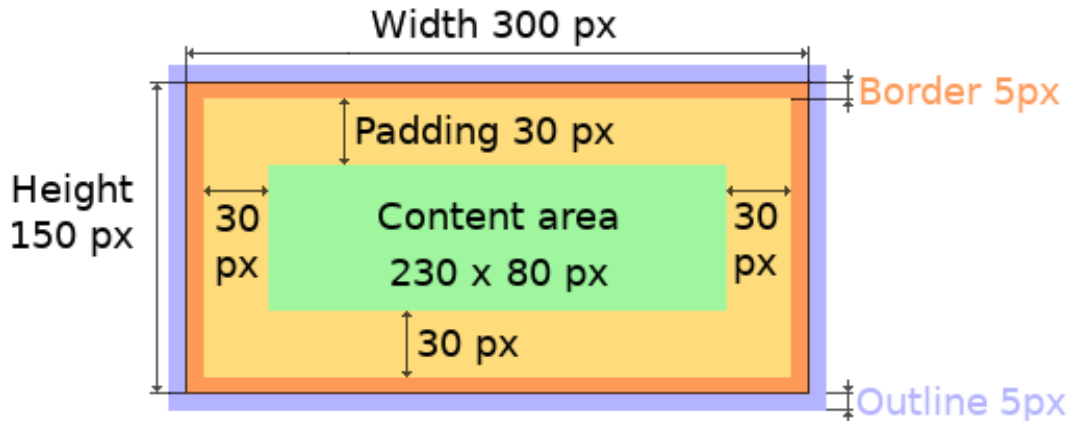 Width 300 px
Border 5px
Padding 30 px
Height
150 px
30
px
Content area
230 x 80 px
30
px
30 px
Outline 5px